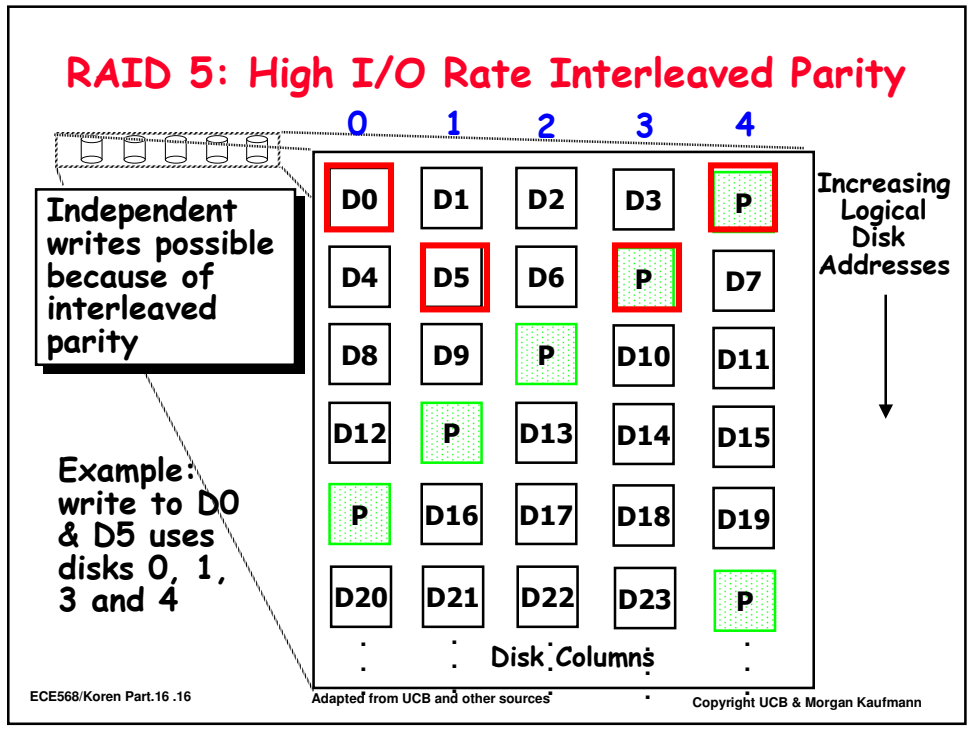 RAID 5: High I/O Rate Interleaved Parity
0 1 2 3 4
Independent
writes possible
because of
interleaved
parity
D0 D1 D2 D3 P
D4 D5 D6 P D7
D8 D9 P D10 D11
D12 P D13 D14 D15
P D16 D17 D18 D19
D20 D21 D22 D23 P
Disk Columns
Increasing
Logical
Disk
Addresses
Example:
write to D0
& D5 uses
disks 0, 1,
3 and 4
ECE568/Koren Part.16 .16
Adapted from UCB and other sources
Copyright UCB & Morgan Kaufmann